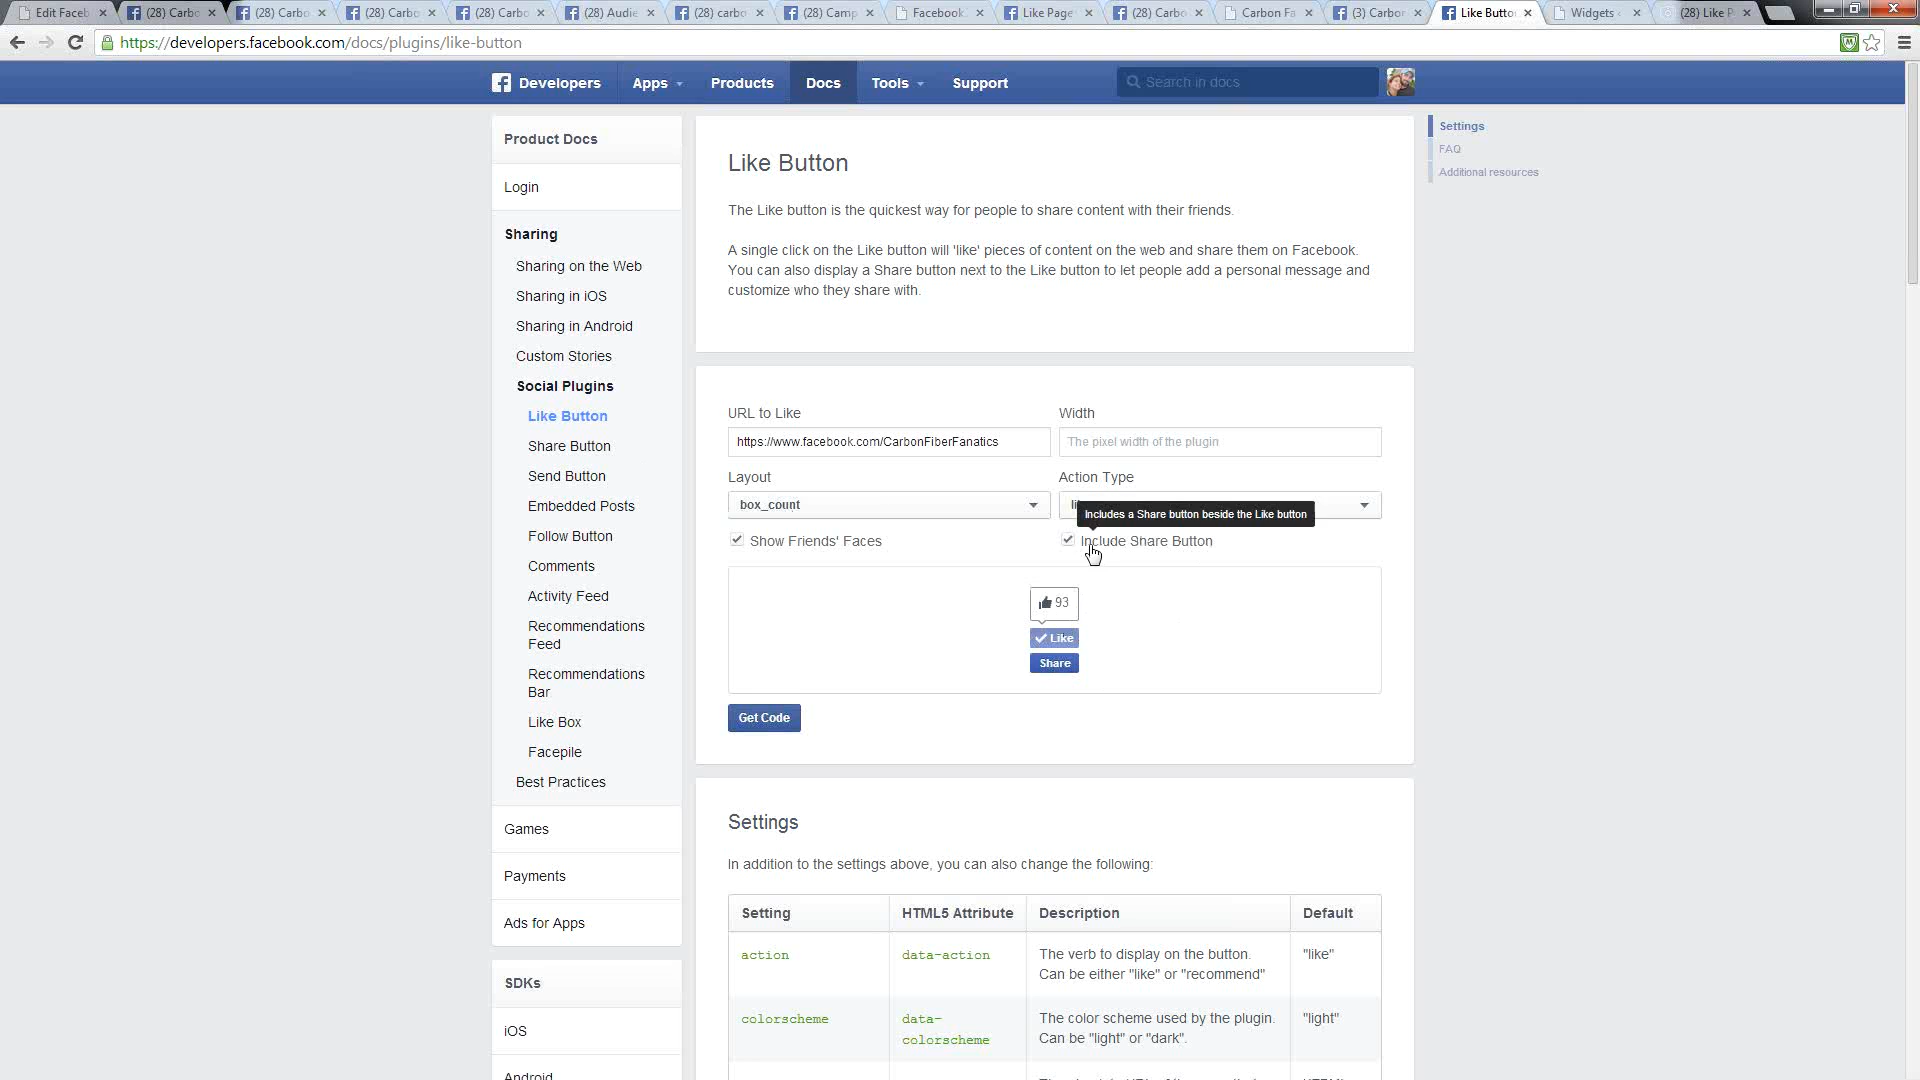 Edit Faceb
(28) Carbo
(28) Carbo
(28) Carbo
(28) Carbo
(28) Audie
(28) carbo
(28) Camp
Facebook
Like Page
(28) Carbo
Carbon Fa
(3) Carbon
Like Butto
Widgets
(28) Like P
https://developers.facebook.com/docs/plugins/like-button
Developers
Apps
Products
Docs
Tools
Support
Search in docs
Product Docs
Login
Sharing
Sharing on the Web
Sharing in iOS
Sharing in Android
Custom Stories
Social Plugins
Like Button
Share Button
Send Button
Embedded Posts
Follow Button
Comments
Activity Feed
Recommendations
Feed
Recommendations
Bar
Like Box
Facepile
Best Practices
Games
Payments
Ads for Apps
SDKs
iOS
Android
Like Button
The Like button is the quickest way for people to share content with their friends.
A single click on the Like button will 'like' pieces of content on the web and share them on Facebook.
You can also display a Share button next to the Like button to let people add a personal message and
customize who they share with.
URL to Like
Width
https://www.facebook.com/CarbonFiberFanatics
The pixel width of the plugin
Layout
Action Type
box_count
Includes a Share button beside the Like button
Show Friends' Faces
Include Share Button
93
Like
Share
Get Code
Settings
In addition to the settings above, you can also change the following:
Setting
HTML5 Attribute
Description
Default
action
data-action
The verb to display on the button.
Can be either "like" or "recommend"
"like"
colorscheme
data-
colorscheme
The color scheme used by the plugin.
Can be "light" or "dark".
"light"
Settings
FAQ
Additional resources